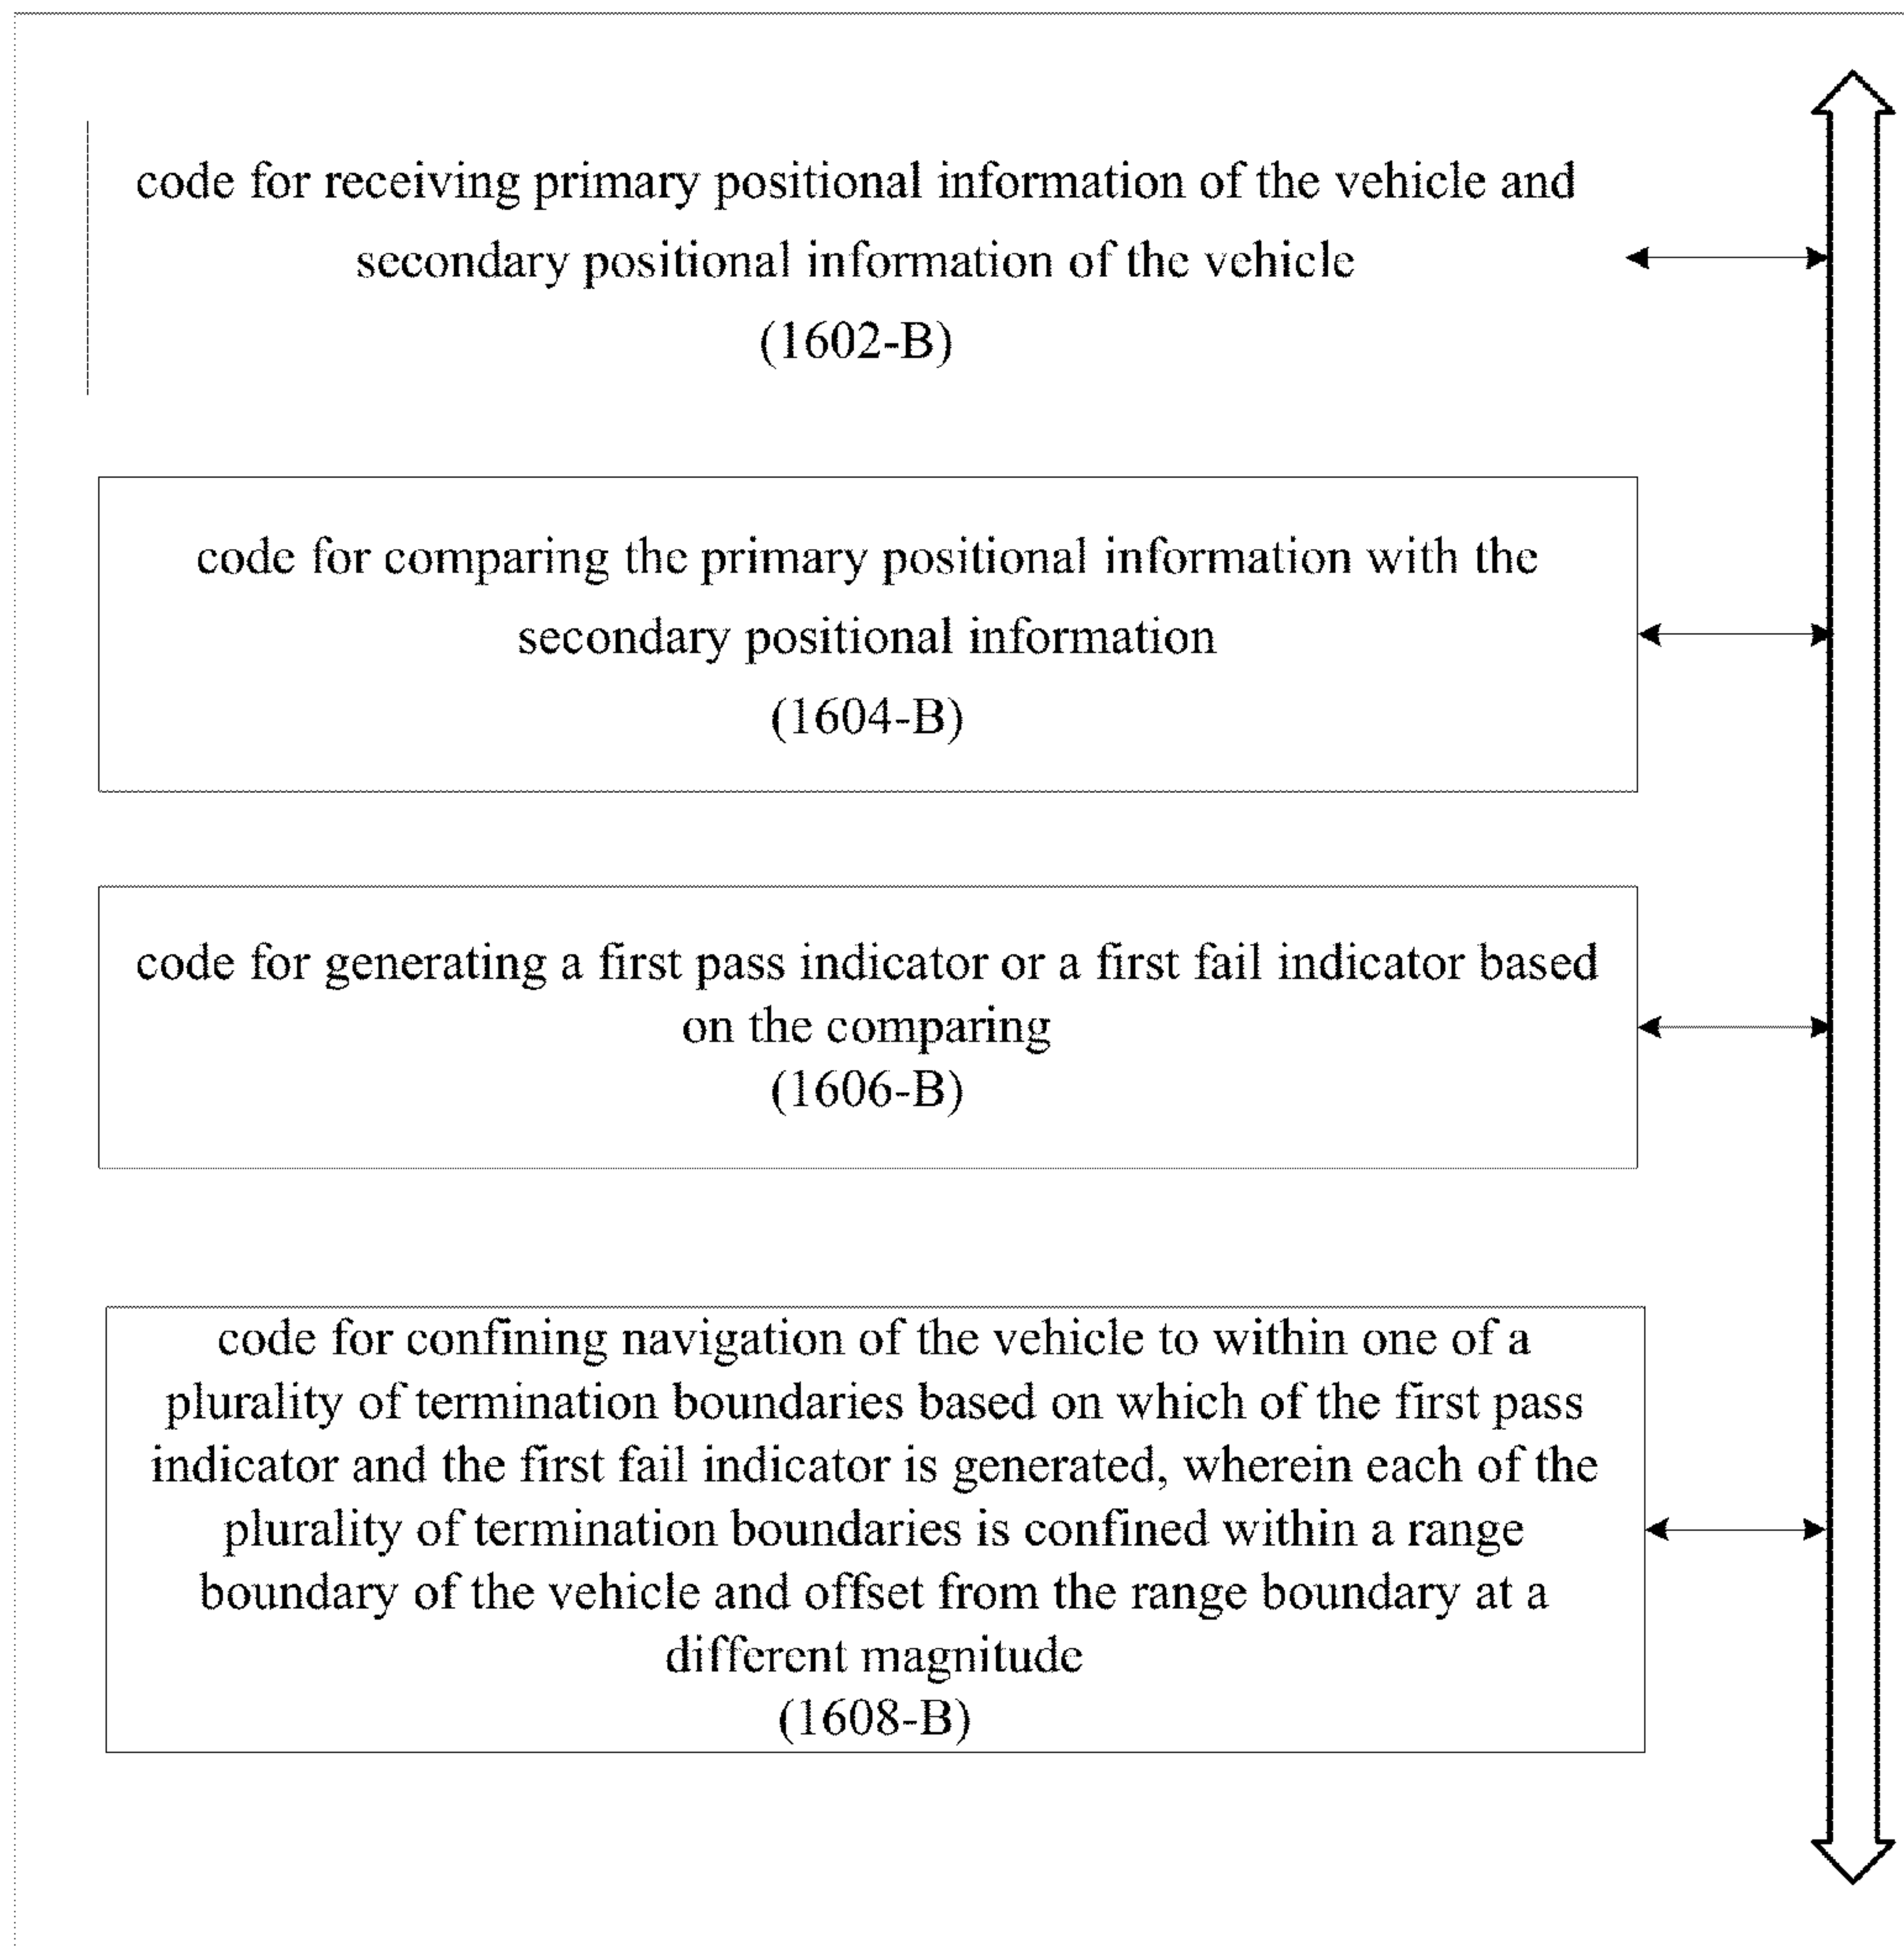 code for receiving primary positional information of the vehicle and
secondary positional information of the vehicle
(1602-B)
code for comparing the primary positional information with the
secondary positional information
(1604-B)
code for generating a first pass indicator or a first fail indicator based
on the comparing
(1606-B)
code for confining navigation of the vehicle to within one of a
plurality of termination boundaries based on which of the first pass
indicator and the first fail indicator is generated, wherein each of the
plurality of termination boundaries is confined within a range
boundary of the vehicle and offset from the range boundary at a
different magnitude
(1608-B)